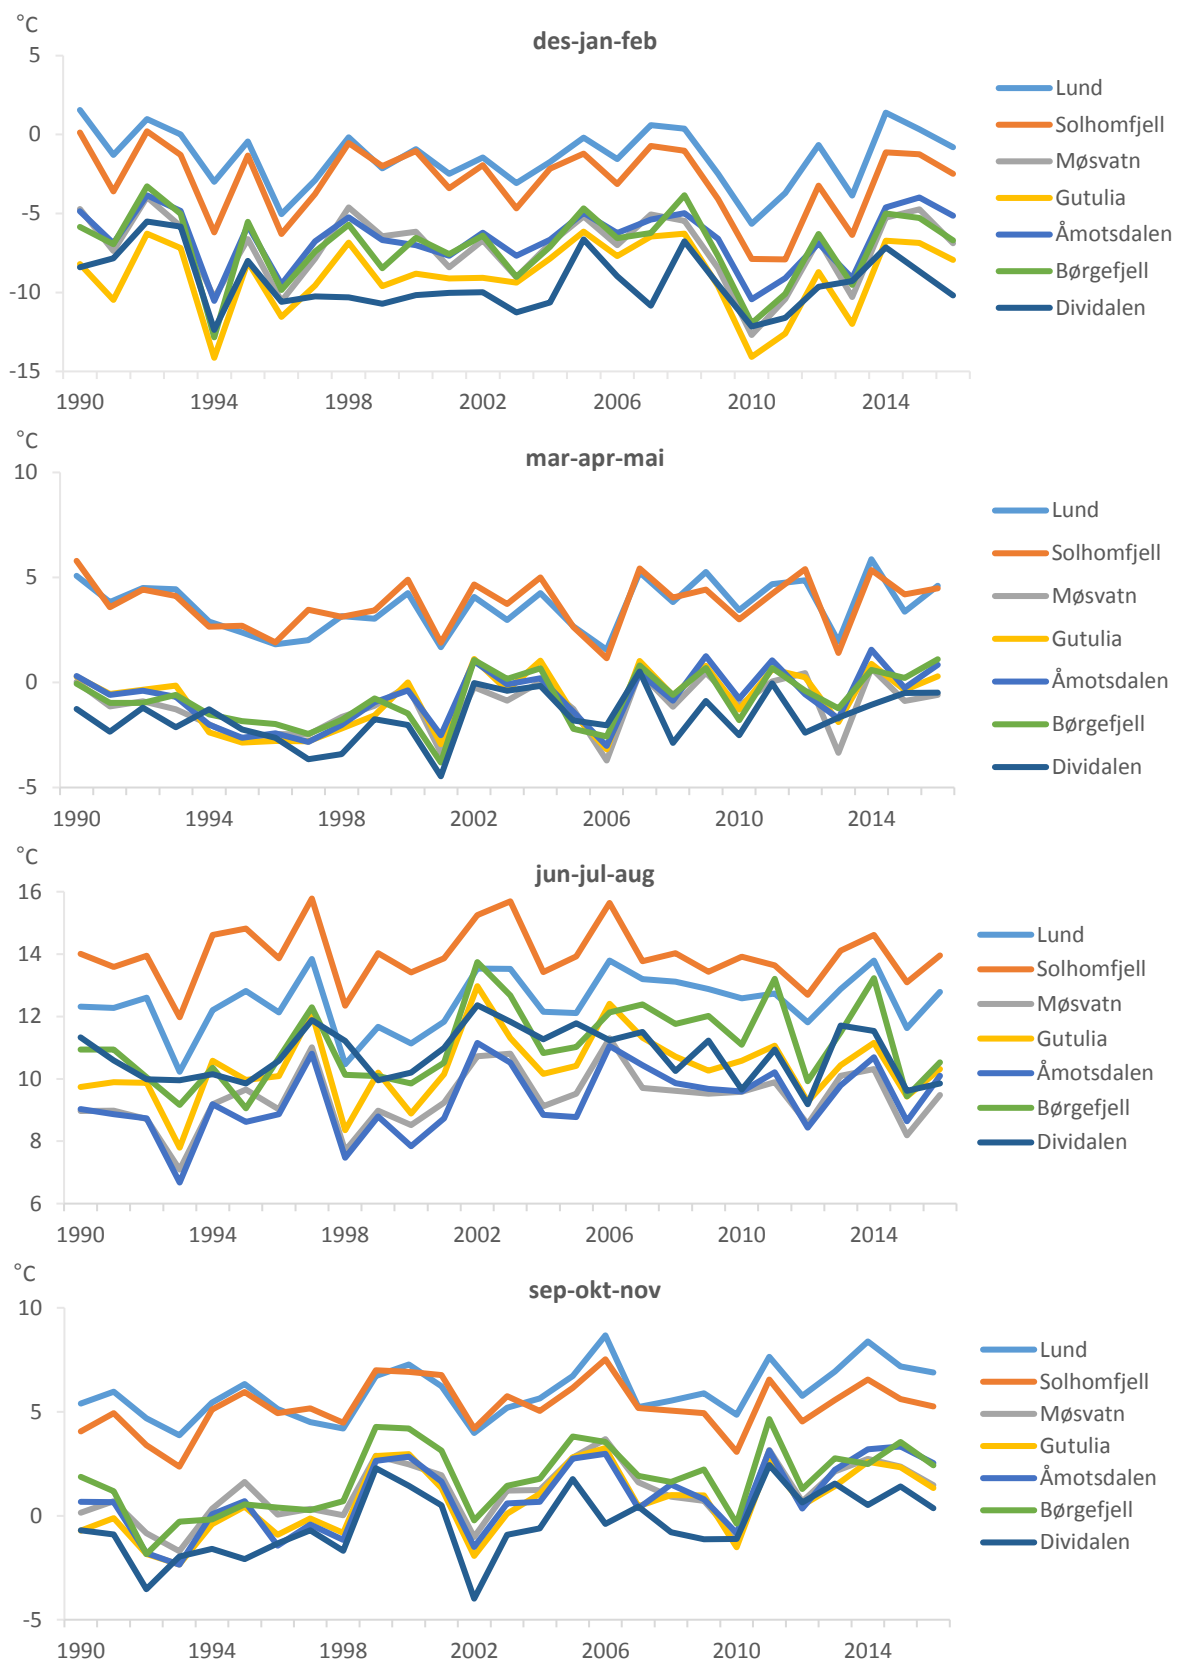 °C
des-jan-feb
5
0
-5
-10
-15
1990 1994 1998 2002 2006 2010 2014
Lund
Solhomfjell
Møsvatn
Gutulia
Åmotsdalen
Børgefjell
Dividalen
°C
mar-apr-mai
10
5
0
-5
1990 1994 1998 2002 2006 2010 2014
Lund
Solhomfjell
Møsvatn
Gutulia
Åmotsdalen
Børgefjell
Dividalen
°C
jun-jul-aug
16
14
12
10
8
6
1990 1994 1998 2002 2006 2010 2014
Lund
Solhomfjell
Møsvatn
Gutulia
Åmotsdalen
Børgefjell
Dividalen
°C
sep-okt-nov
10
5
0
-5
1990 1994 1998 2002 2006 2010 2014
Lund
Solhomfjell
Møsvatn
Gutulia
Åmotsdalen
Børgefjell
Dividalen